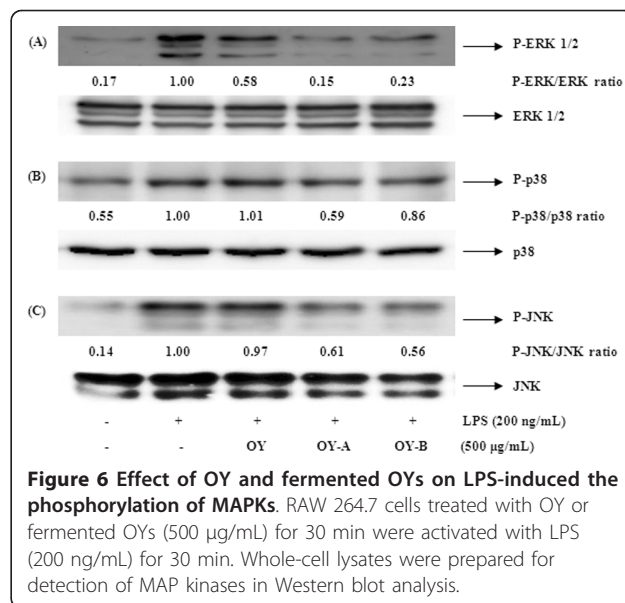 (A)
P-ERK 1/2
0.17 1.00 0.58 0.15 0.23 P-ERK/ERK ratio
ERK 1/2
(B)
P-p38
0.55 1.00 1.01 0.59 0.86 P-p38/p38 ratio
p38
(C)
P-JNK
0.14 1.00 0.97 0.61 0.56 P-JNK/JNK ratio
JNK
- + + + + LPS (200 ng/mL)
- - OY OY-A OY-B (500 µg/mL)
Figure 6 Effect of OY and fermented OYs on LPS-induced the
phosphorylation of MAPKs. RAW 264.7 cells treated with OY or
fermented OYs (500 µg/mL) for 30 min were activated with LPS
(200 ng/mL) for 30 min. Whole-cell lysates were prepared for
detection of MAP kinases in Western blot analysis.